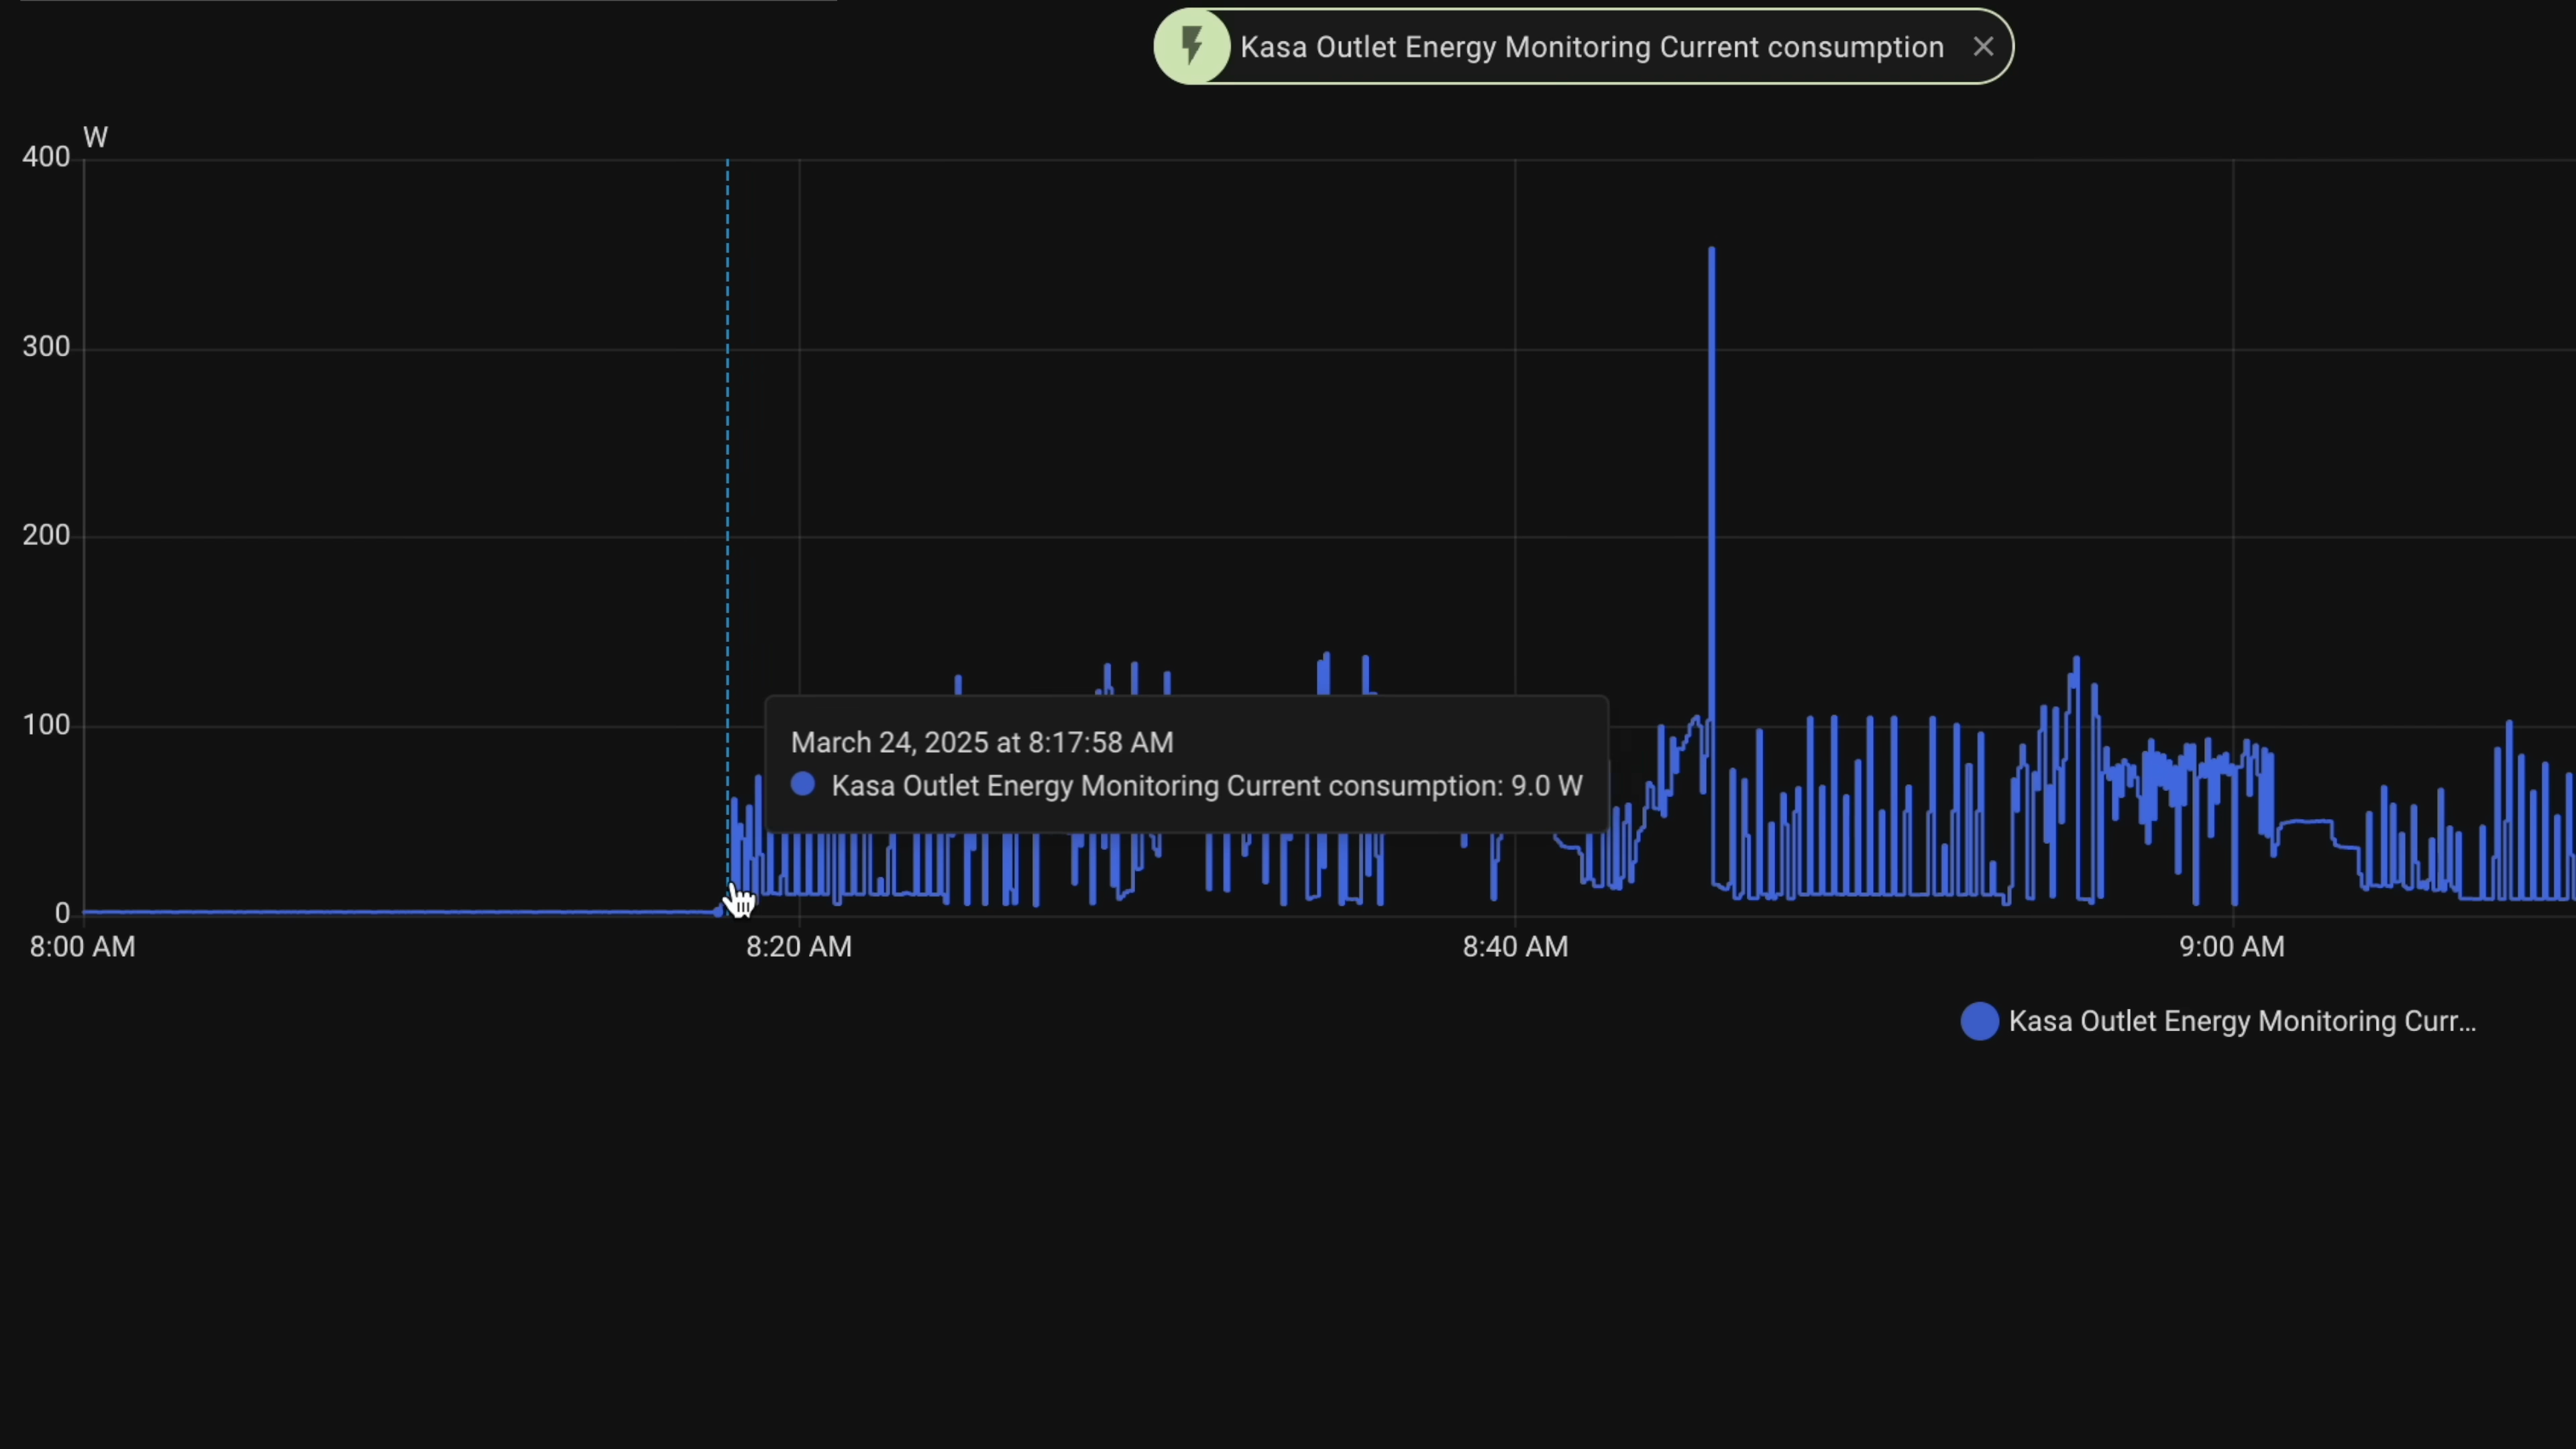 Kasa Outlet Energy Monitoring Current consumption
W
400
300
200
100
0
March 24, 2025 at 8:17:58 AM
Kasa Outlet Energy Monitoring Current consumption: 9.0 W
8:00 AM
8:20 AM
8:40 AM
9:00 AM
Kasa Outlet Energy Monitoring Curr...